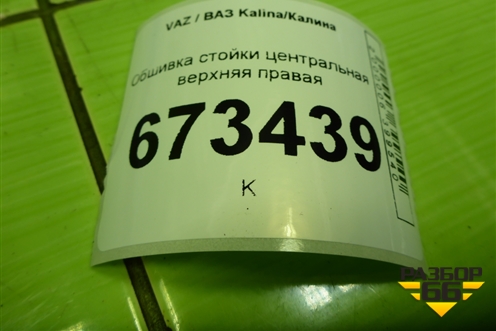 VAZ / ВАЗ Kalina/Калина
Обшивка стойки центральная
верхняя правая
673439
К
РАЗБОР
66